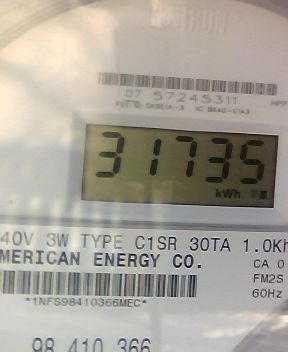 07 57245311
31735
kWh
40V 3W TYPE C1SR 30TA 1.0Kh
MERICAN ENERGY CO.
CA 0
FM2S
*1NFS98410366MEC*
60Hz
98 410 366